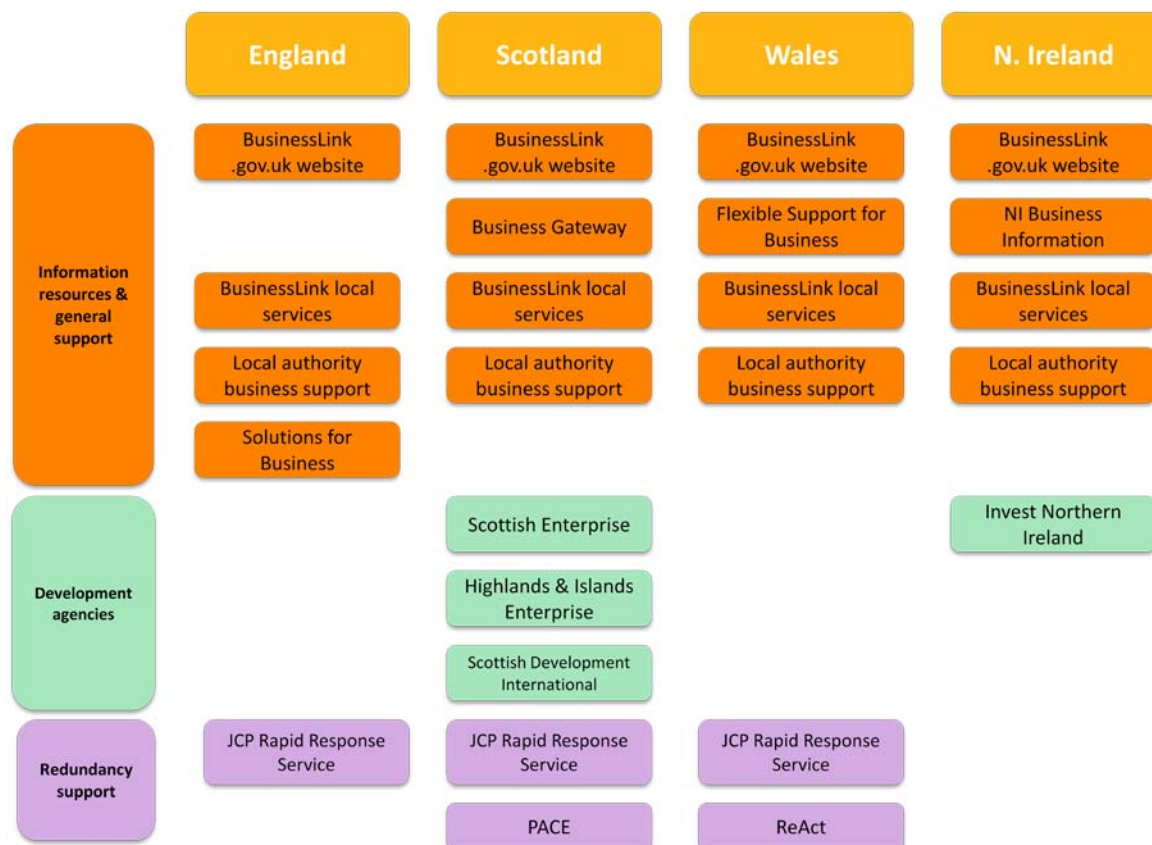 England
Scotland
Wales
N. Ireland
Information
resources &
general
support
BusinessLink
.gov.uk website
BusinessLink
.gov.uk website
BusinessLink
.gov.uk website
BusinessLink
.gov.uk website
Business Gateway
Flexible Support for
Business
NI Business
Information
BusinessLink local
services
BusinessLink local
services
BusinessLink local
services
BusinessLink local
services
Local authority
business support
Local authority
business support
Local authority
business support
Local authority
business support
Solutions for
Business
Development
agencies
Scottish Enterprise
Invest Northern
Ireland
Highlands & Islands
Enterprise
Scottish Development
International
Redundancy
support
JCP Rapid Response
Service
JCP Rapid Response
Service
JCP Rapid Response
Service
PACE
ReAct